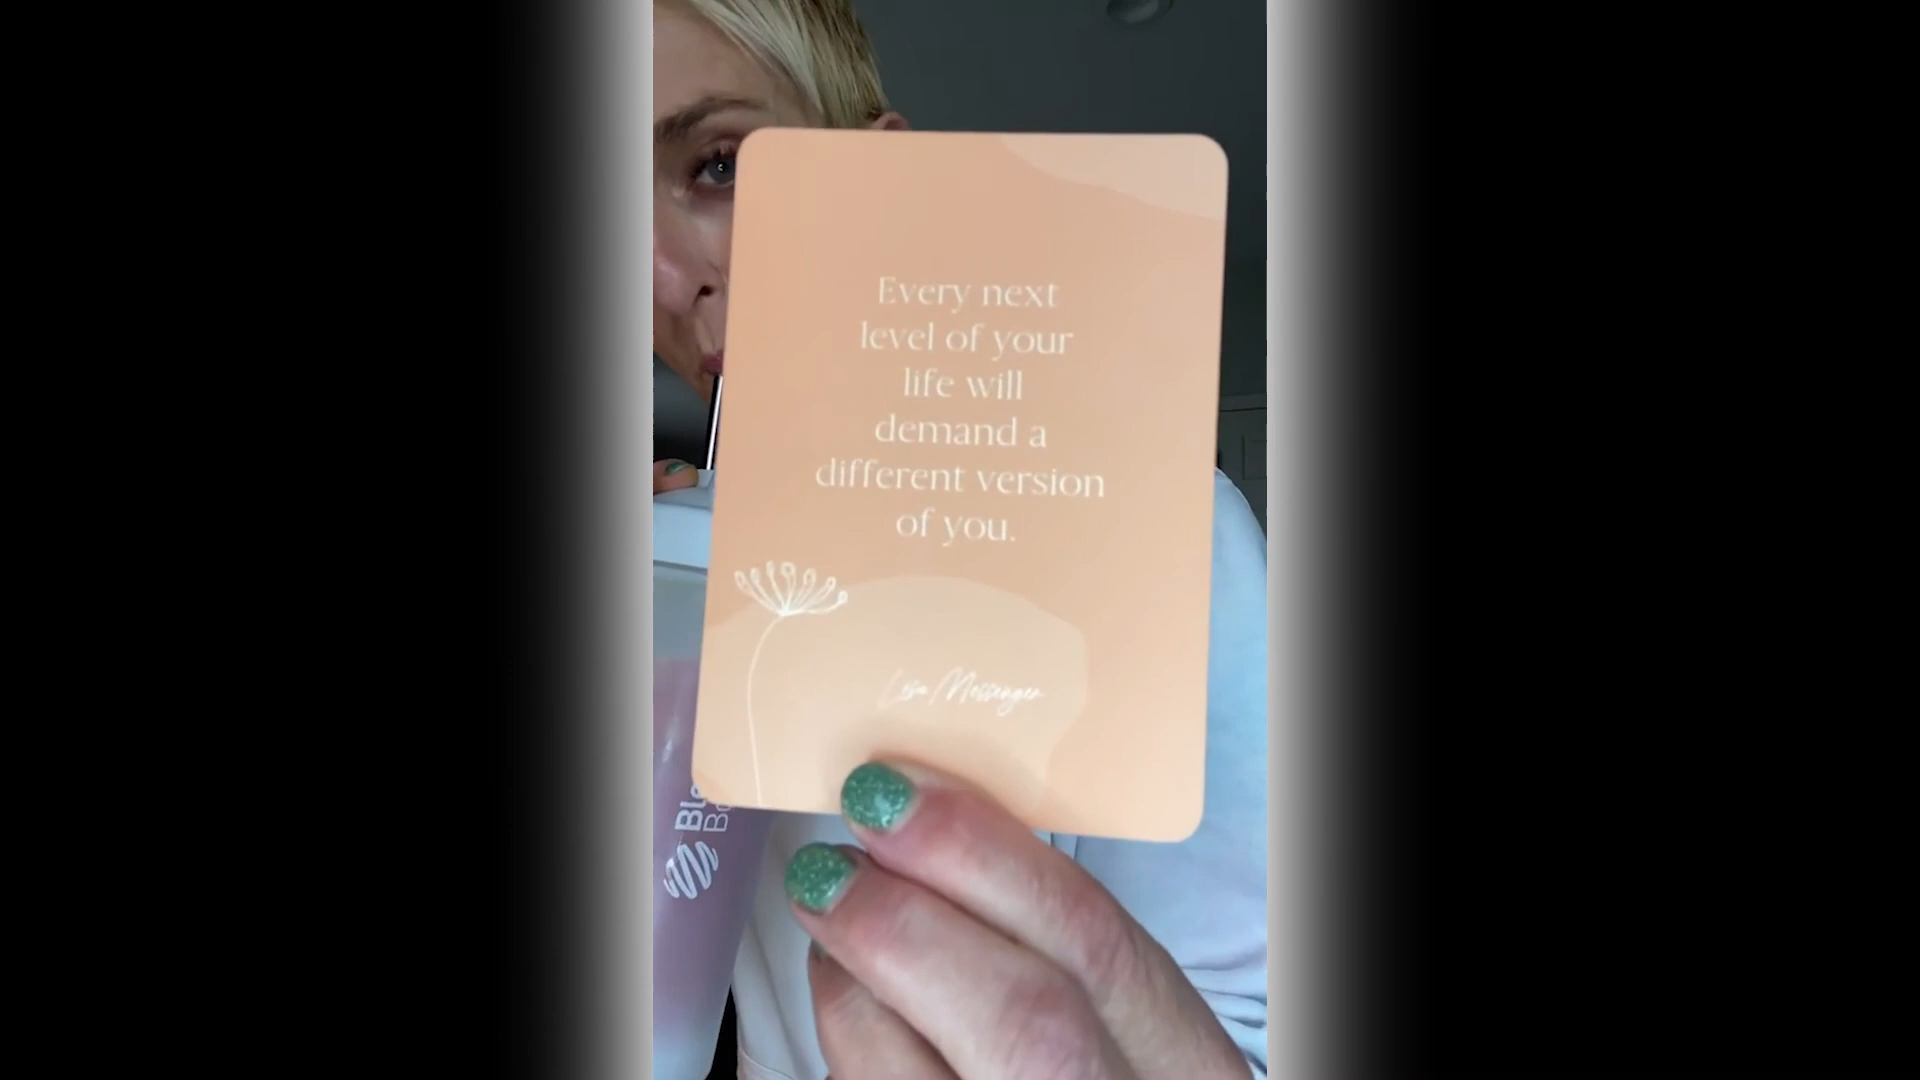 Every next
level of your
life will
demand a
different version
of you.
Lisa Messenger